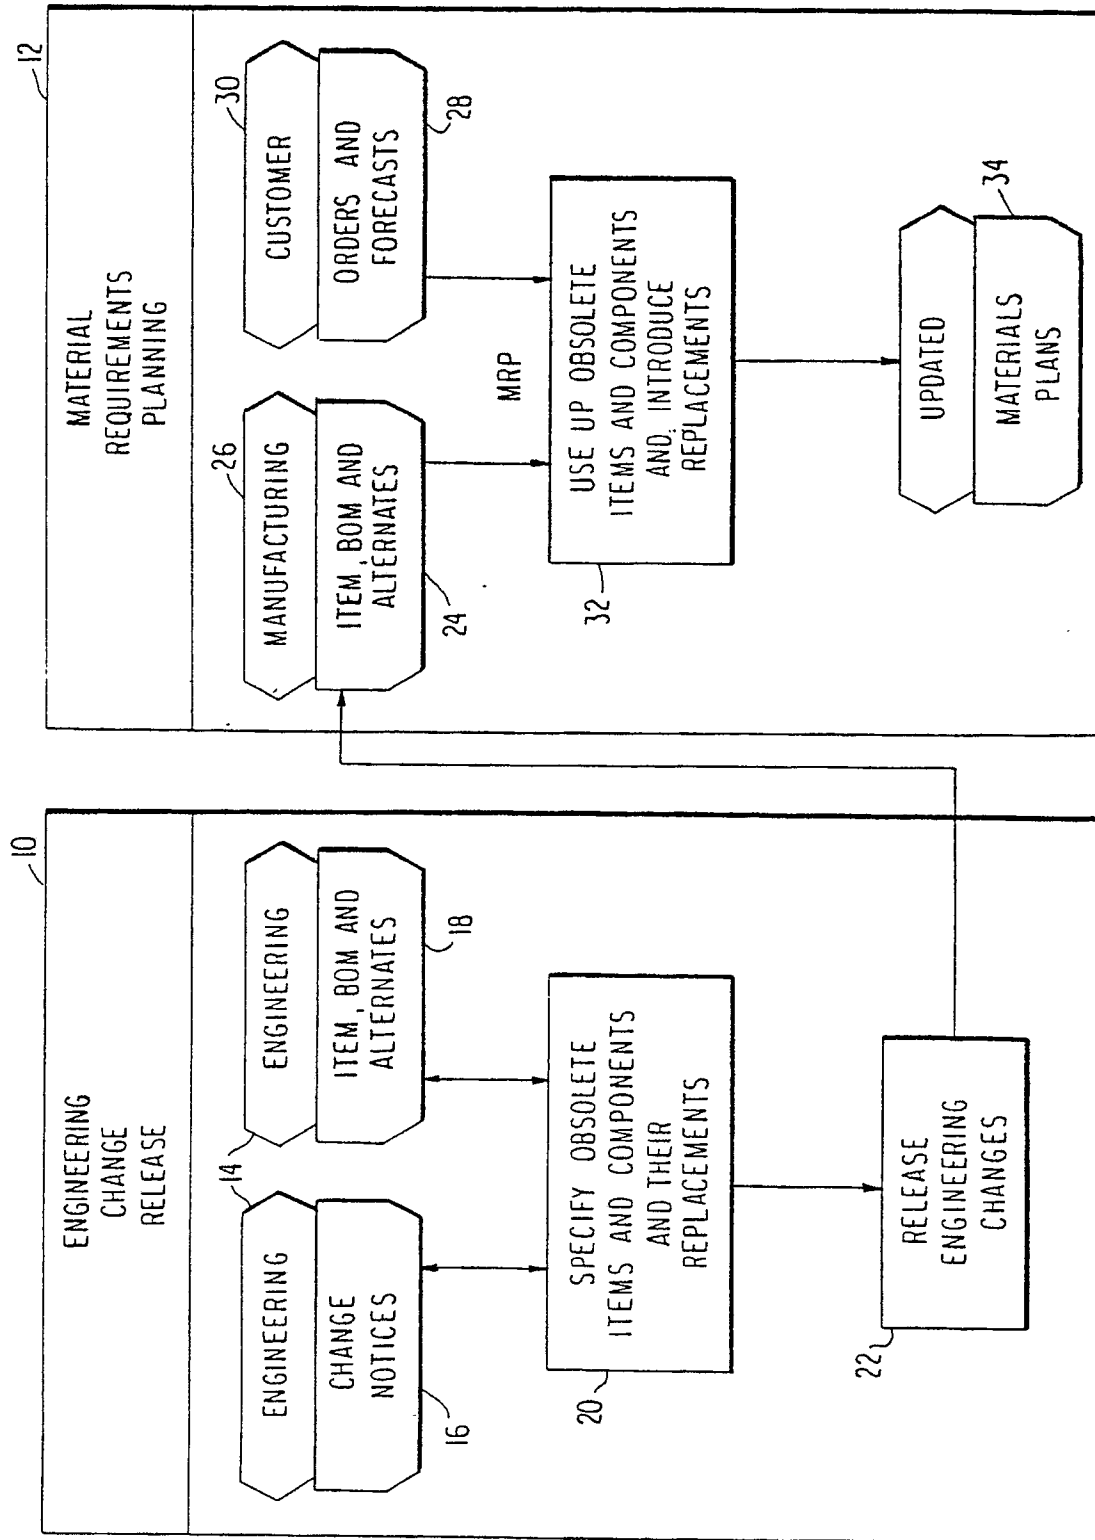 10
ENGINEERING
CHANGE
RELEASE
14
ENGINEERING
CHANGE
NOTICES
16
ENGINEERING
ITEM, BOM AND
ALTERNATES
18
SPECIFY OBSOLETE
ITEMS AND COMPONENTS
AND THEIR
REPLACEMENTS
20
RELEASE
ENGINEERING
CHANGES
22
12
MATERIAL
REQUIREMENTS
PLANNING
26
MANUFACTURING
ITEM, BOM AND
ALTERNATES
24
30
CUSTOMER
ORDERS AND
FORECASTS
28
MRP
USE UP OBSOLETE
ITEMS AND COMPONENTS
AND INTRODUCE
REPLACEMENTS
32
UPDATED
MATERIALS
PLANS
34